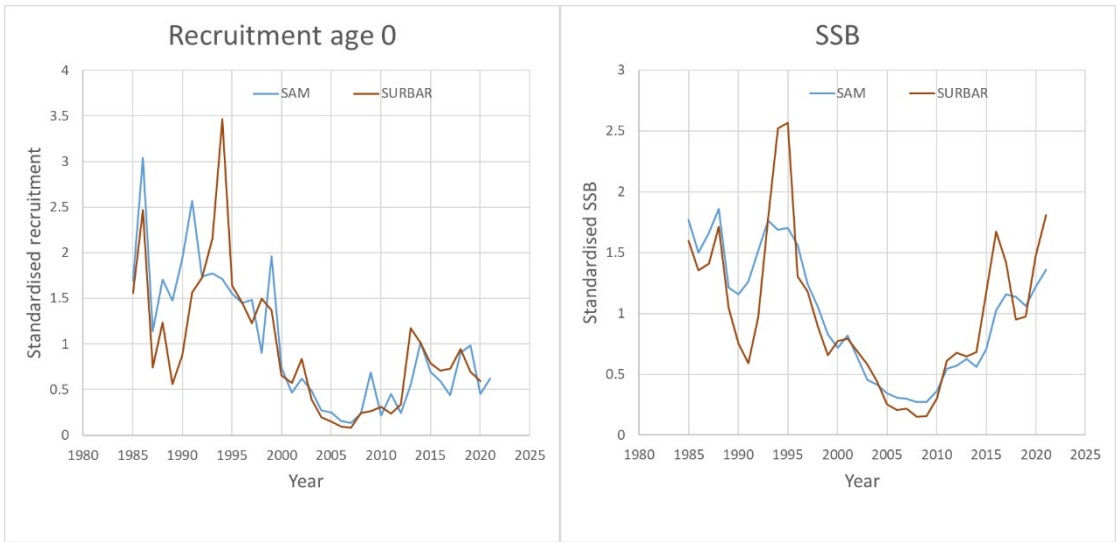 Recruitment age 0
SAM SURBAR
Standardised recruitment
4
3.5
3
2.5
2
1.5
1
0.5
0
1980 1985 1990 1995 2000 2005 2010 2015 2020 2025
Year
SSB
SAM SURBAR
Standardised SSB
3
2.5
2
1.5
1
0.5
0
1980 1985 1990 1995 2000 2005 2010 2015 2020 2025
Year